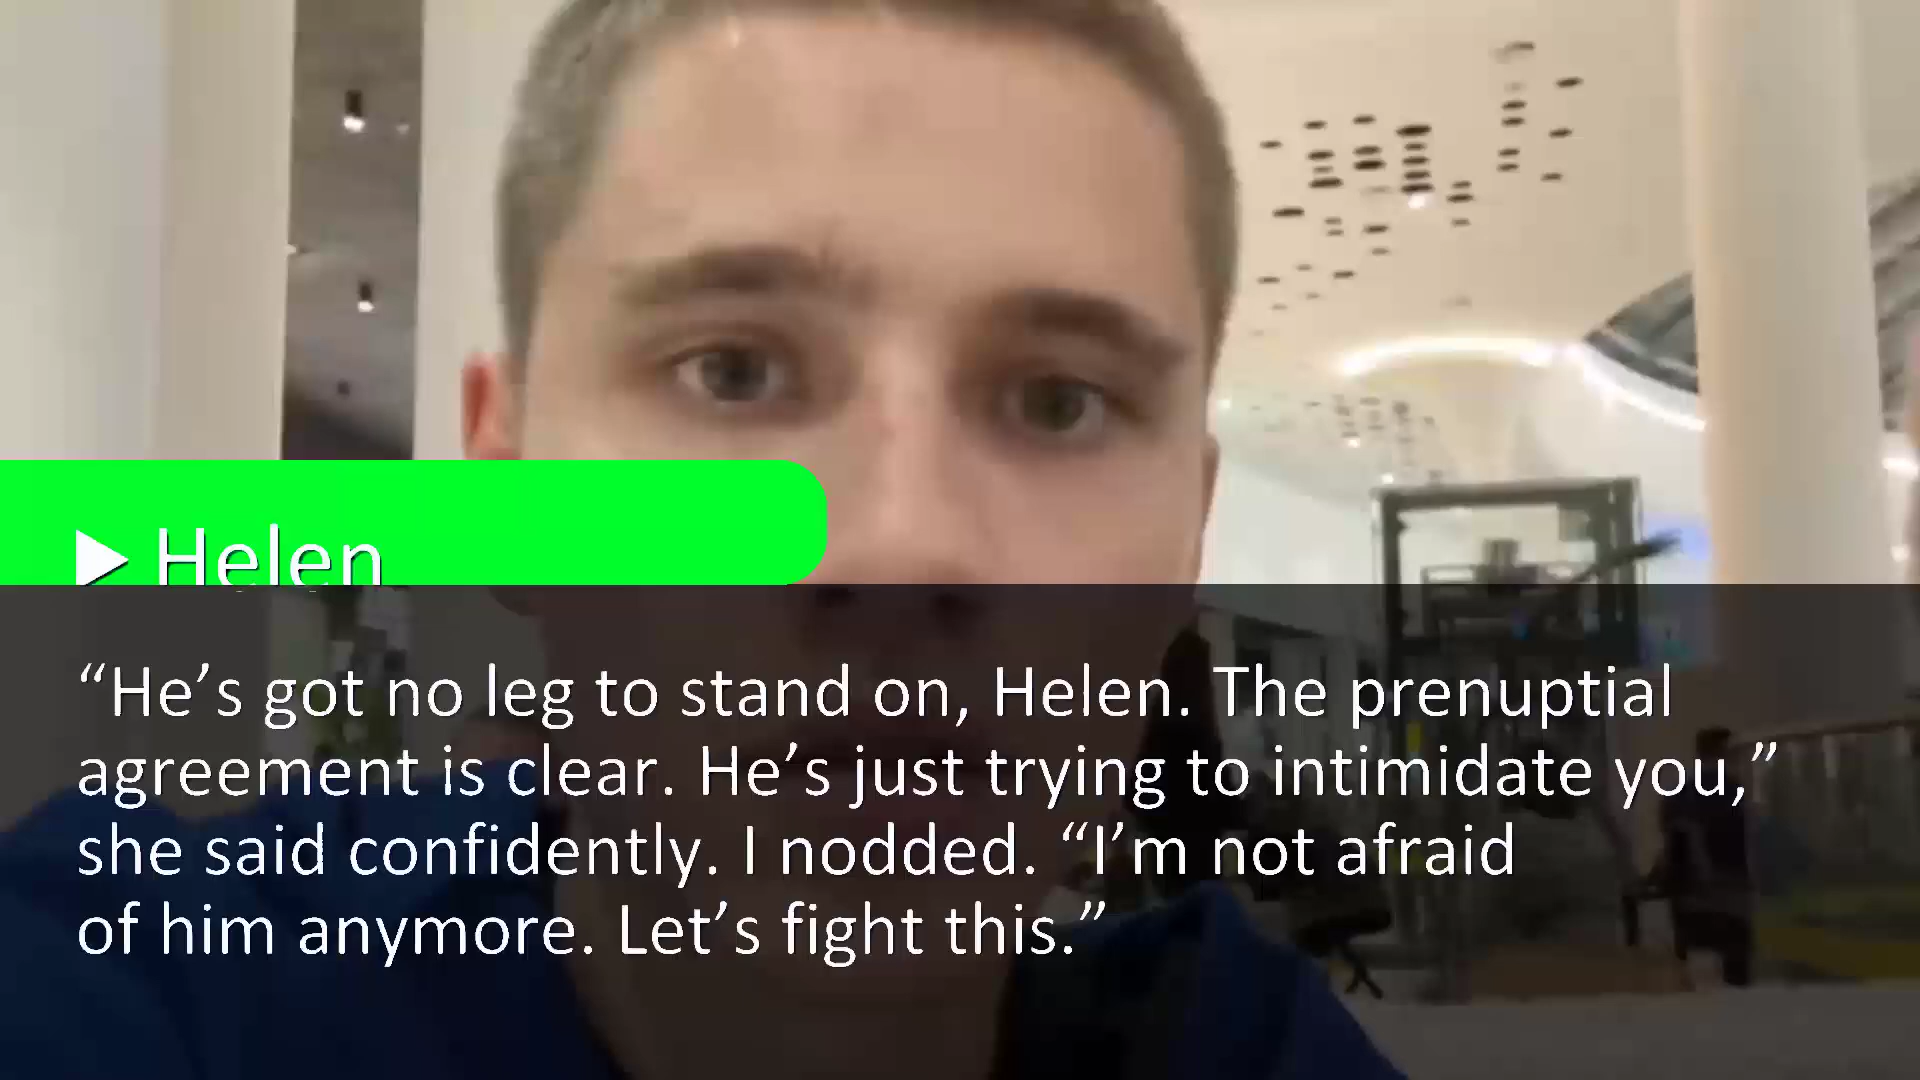 Helen
“He’s got no leg to stand on, Helen. The prenuptial
agreement is clear. He’s just trying to intimidate you,”
she said confidently. I nodded. “I’m not afraid
of him anymore. Let’s fight this.”